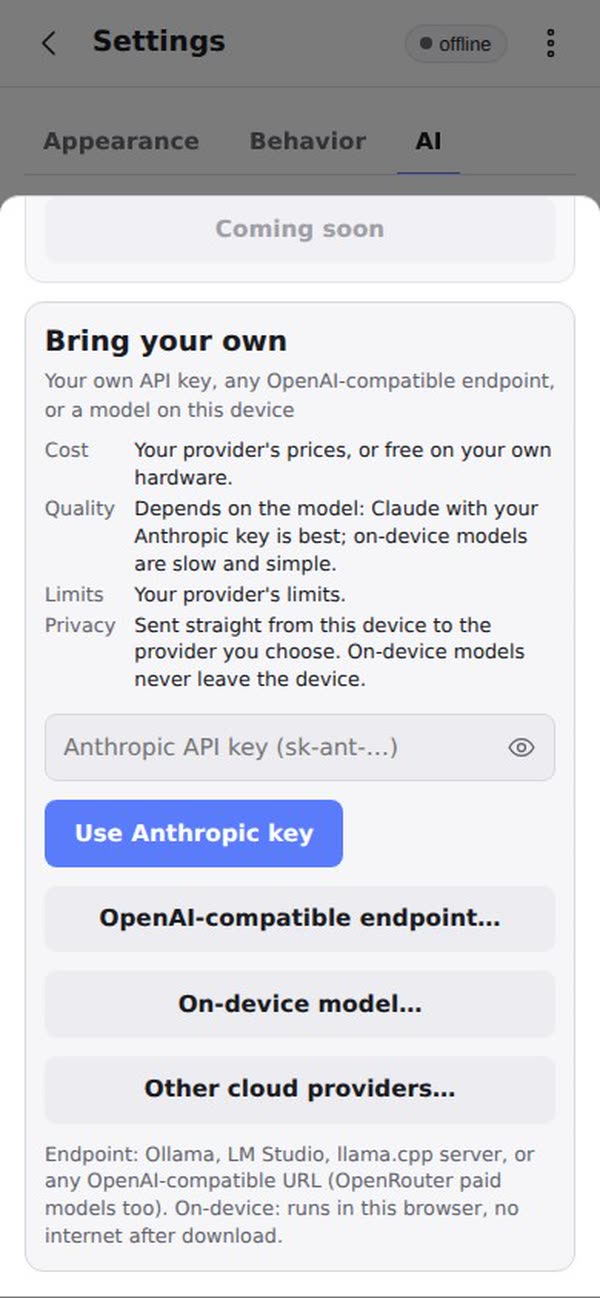 Settings
offline
Appearance
Behavior
AI
Coming soon
Bring your own
Your own API key, any OpenAI-compatible endpoint,
or a model on this device
Cost Your provider's prices, or free on your own
hardware.
Quality Depends on the model: Claude with your
Anthropic key is best; on-device models
are slow and simple.
Limits Your provider's limits.
Privacy Sent straight from this device to the
provider you choose. On-device models
never leave the device.
Anthropic API key (sk-ant-...)
Use Anthropic key
OpenAI-compatible endpoint...
On-device model...
Other cloud providers...
Endpoint: Ollama, LM Studio, llama.cpp server, or
any OpenAI-compatible URL (OpenRouter paid
models too). On-device: runs in this browser, no
internet after download.